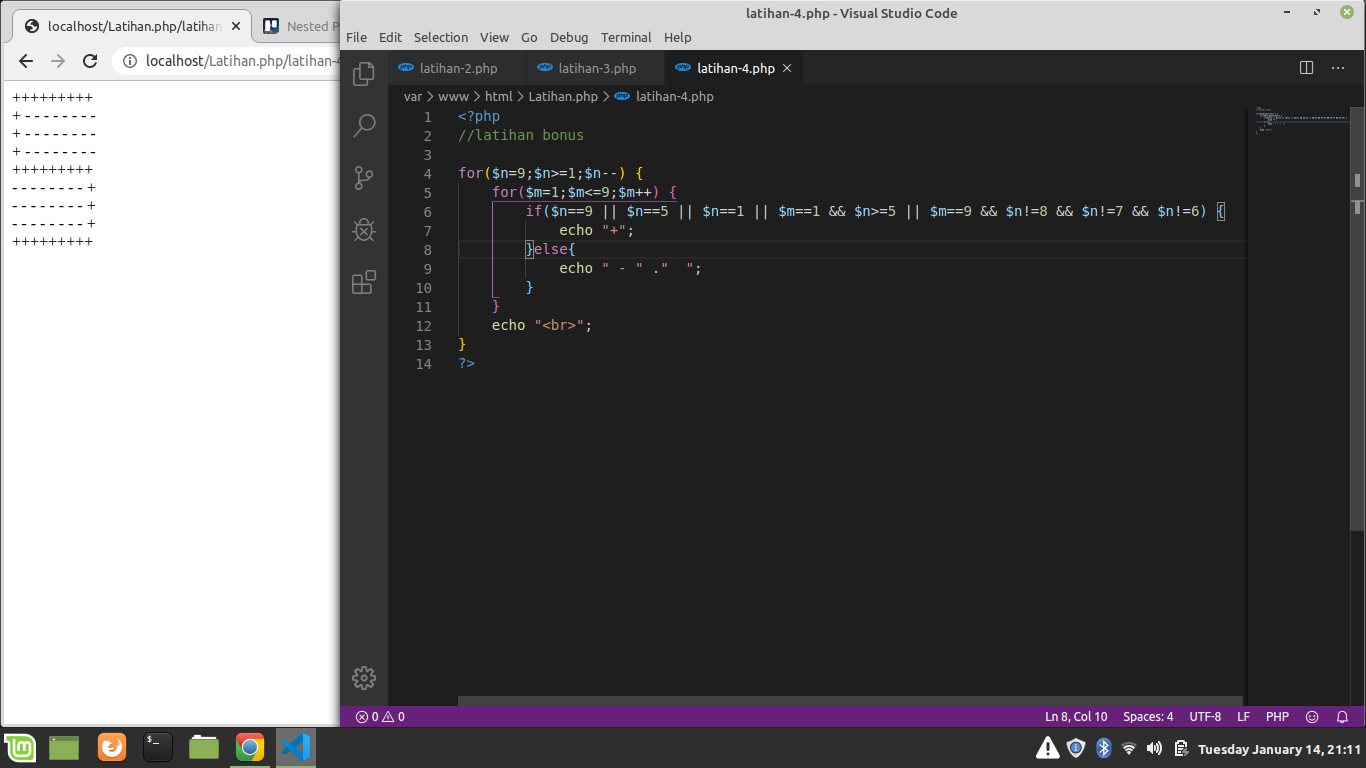 latihan-4.php - Visual Studio Code
localhost/Latihan.php/latihan
Nested P
localhost/Latihan.php/latihan-4
+++++++++
+ - - - - - - - -
+ - - - - - - - -
+ - - - - - - - -
+++++++++
- - - - - - - - +
- - - - - - - - +
- - - - - - - - +
+++++++++
File Edit Selection View Go Debug Terminal Help
php latihan-2.php php latihan-3.php php latihan-4.php
var > www > html > Latihan.php > php latihan-4.php
1 <?php
2 //latihan bonus
3
4 for($n=9;$n>=1;$n--) {
5     for($m=1;$m<=9;$m++) {
6         if($n==9 || $n==5 || $n==1 || $m==1 && $n>=5 || $m==9 && $n!=8 && $n!=7 && $n!=6) {
7             echo "+";
8         }else{
9             echo " - " ."  ";
10         }
11     }
12     echo "<br>";
13 }
14 ?>
0 0 Ln 8, Col 10 Spaces: 4 UTF-8 LF PHP
Tuesday January 14, 21:11